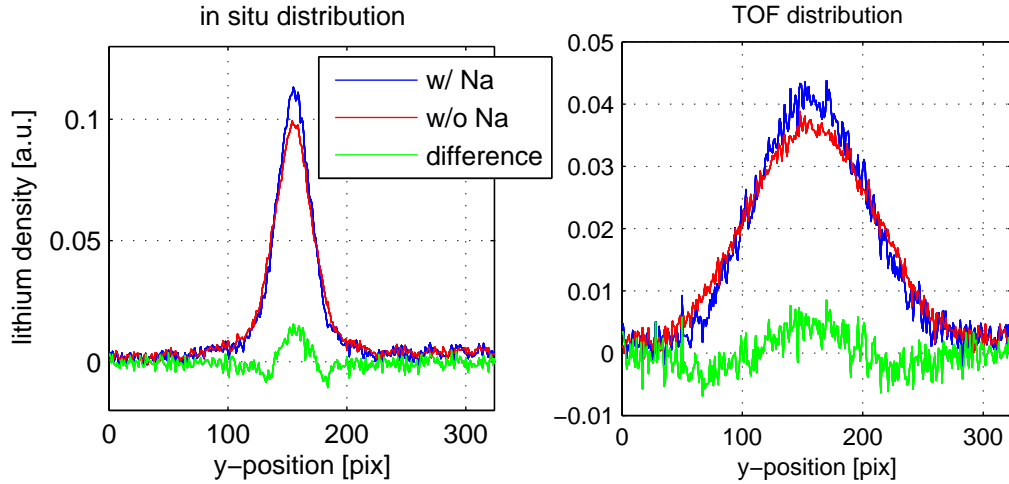 in situ distribution
TOF distribution
lithium density [a.u.]
0.1
0.05
0
0
100
200
300
y−position [pix]
w/ Na
w/o Na
difference
0.05
0.04
0.03
0.02
0.01
0
−0.01
0
100
200
300
y−position [pix]